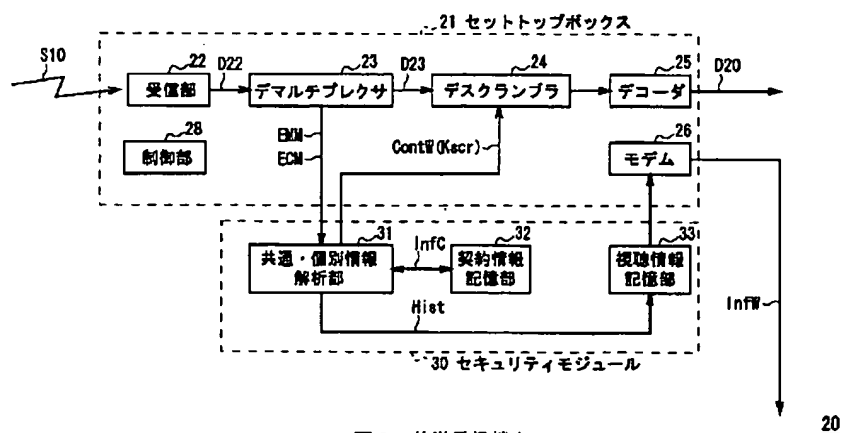 21 セットトップボックス
S10
22
D22
23
D23
24
25
D20
受信部
デマルチプレクサ
デスクランブラ
デコーダ
28
制御部
EMM
ECM
ContW(Kscr)
26
モデム
31
InfC
32
33
共通・個別情報
解析部
契約情報
記憶部
視聴情報
記憶部
Hist
InfW
30 セキュリティモジュール
20